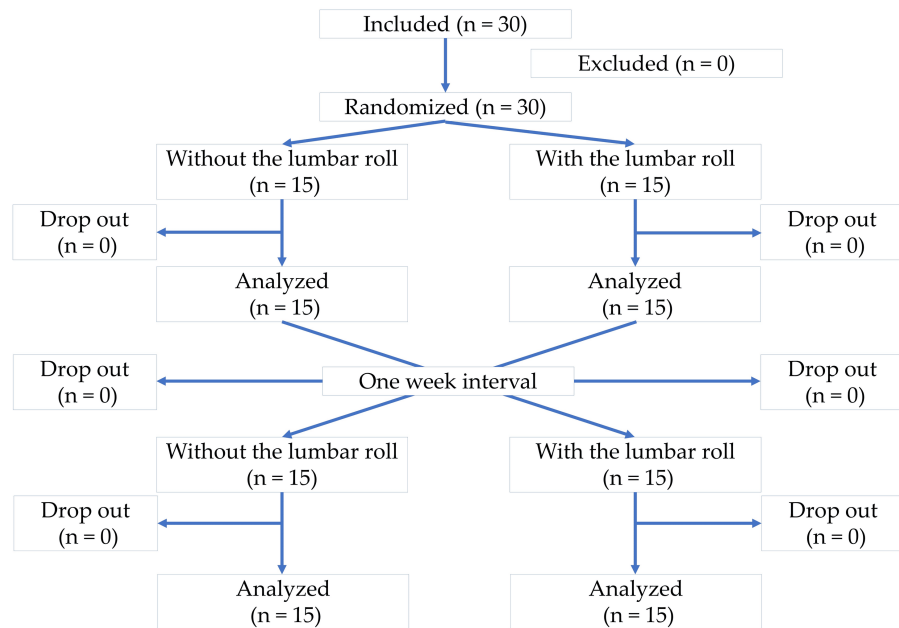 Included (n = 30)
Excluded (n = 0)
Randomized (n = 30)
Without the lumbar roll
(n = 15)
With the lumbar roll
(n = 15)
Drop out
(n = 0)
Drop out
(n = 0)
Analyzed
(n = 15)
Analyzed
(n = 15)
Drop out
(n = 0)
One week interval
Drop out
(n = 0)
Without the lumbar roll
(n = 15)
With the lumbar roll
(n = 15)
Drop out
(n = 0)
Drop out
(n = 0)
Analyzed
(n = 15)
Analyzed
(n = 15)